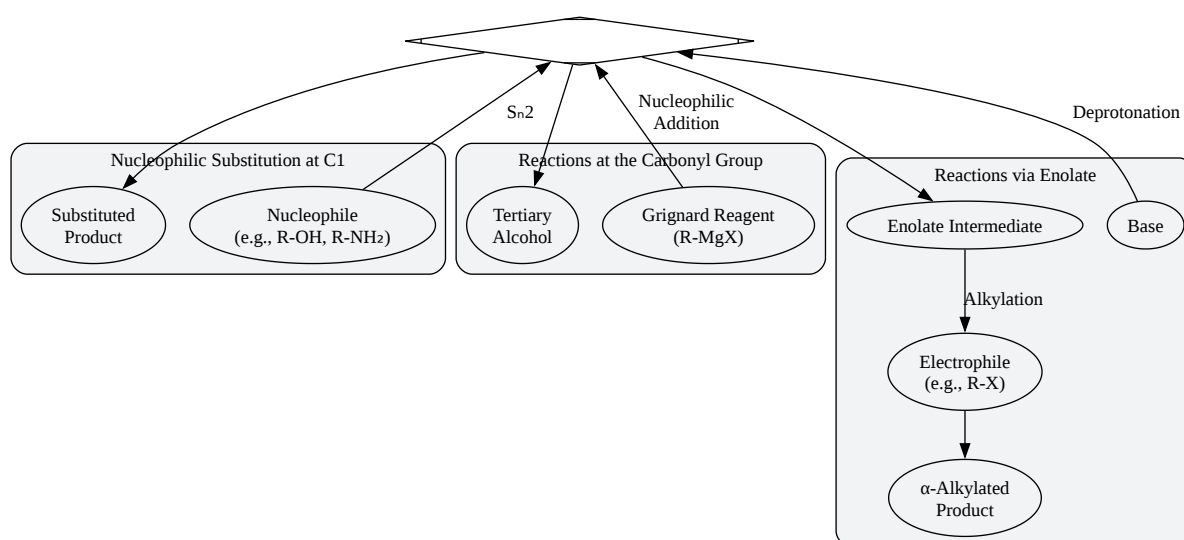 Nucleophilic
Addition
Sₙ2
Deprotonation
Nucleophilic Substitution at C1
Substituted
Product
Nucleophile
(e.g., R-OH, R-NH₂)
Reactions at the Carbonyl Group
Tertiary
Alcohol
Grignard Reagent
(R-MgX)
Reactions via Enolate
Enolate Intermediate
Base
Alkylation
Electrophile
(e.g., R-X)
α-Alkylated
Product